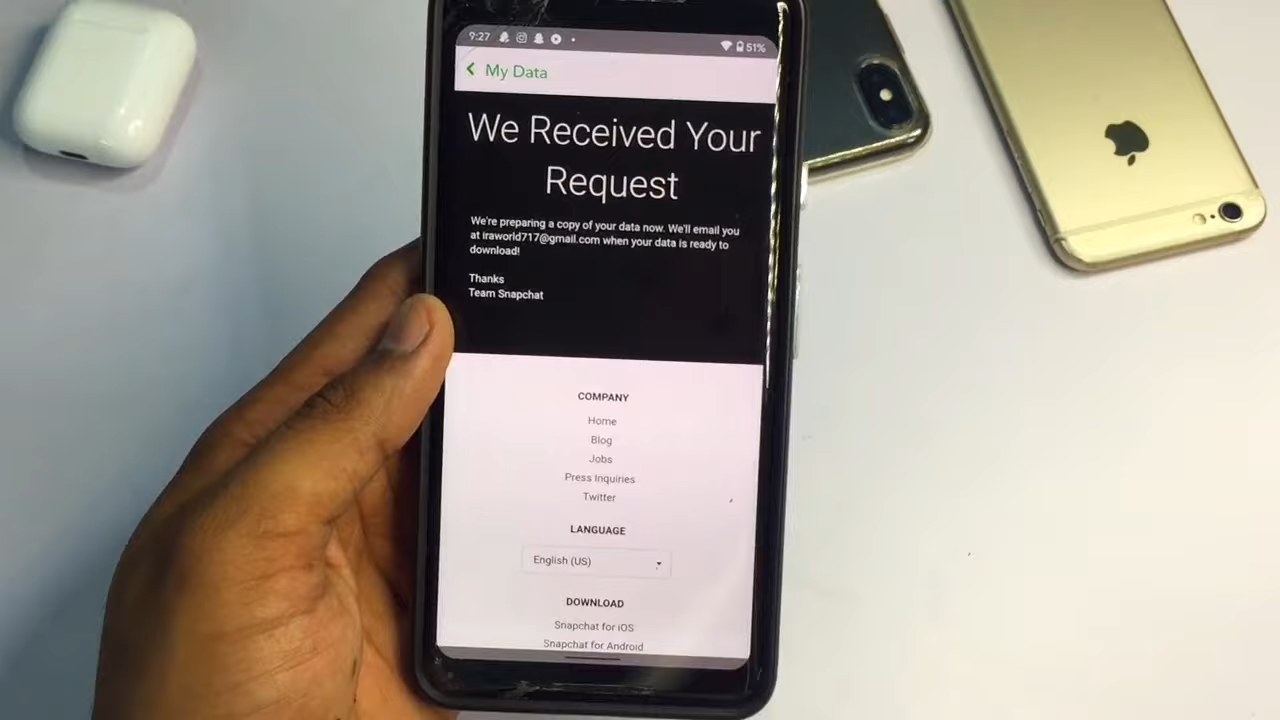 9:27
51%
My Data
We Received Your
Request
We're preparing a copy of your data now. We'll email you
at iraworld717@gmail.com when your data is ready to
download!
Thanks
Team Snapchat
COMPANY
Home
Blog
Jobs
Press Inquiries
Twitter
LANGUAGE
English (US)
DOWNLOAD
Snapchat for iOS
Snapchat for Android